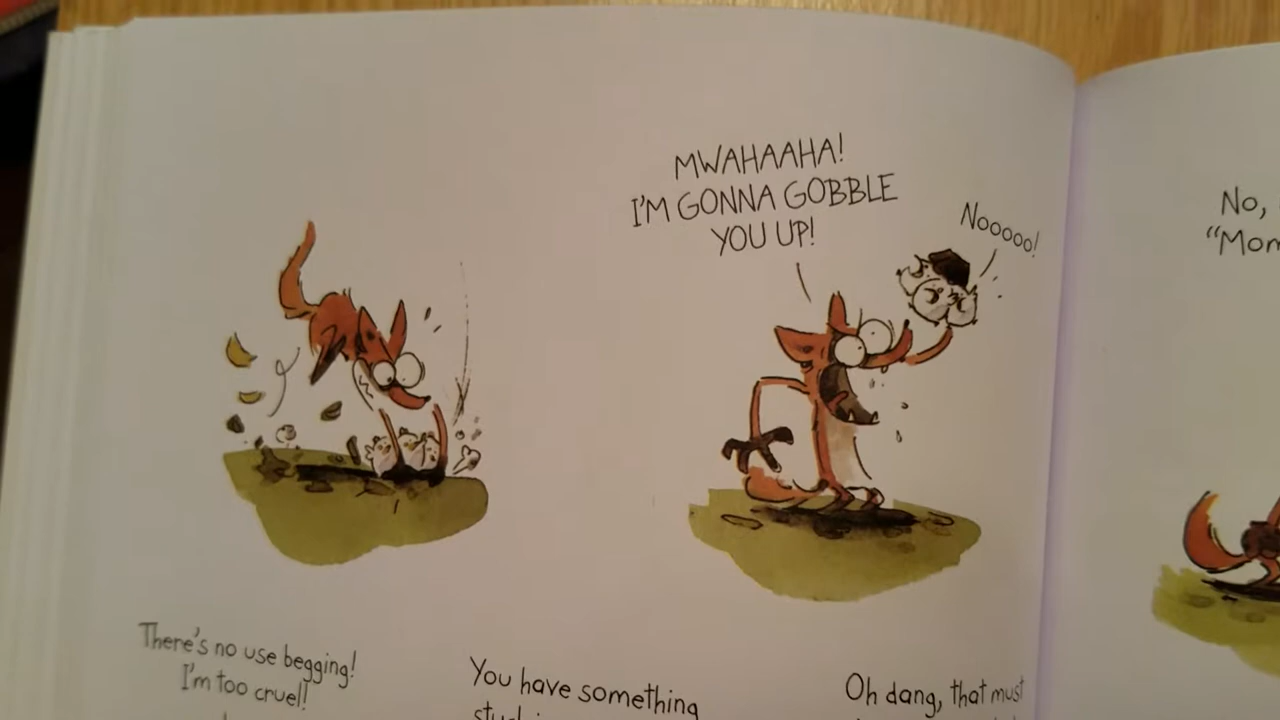 MWAHAAHA!
I'M GONNA GOBBLE
YOU UP!
Nooooo!
No,
"Mom
There's no use begging!
I'm too cruel!
You have something
Oh dang, that must